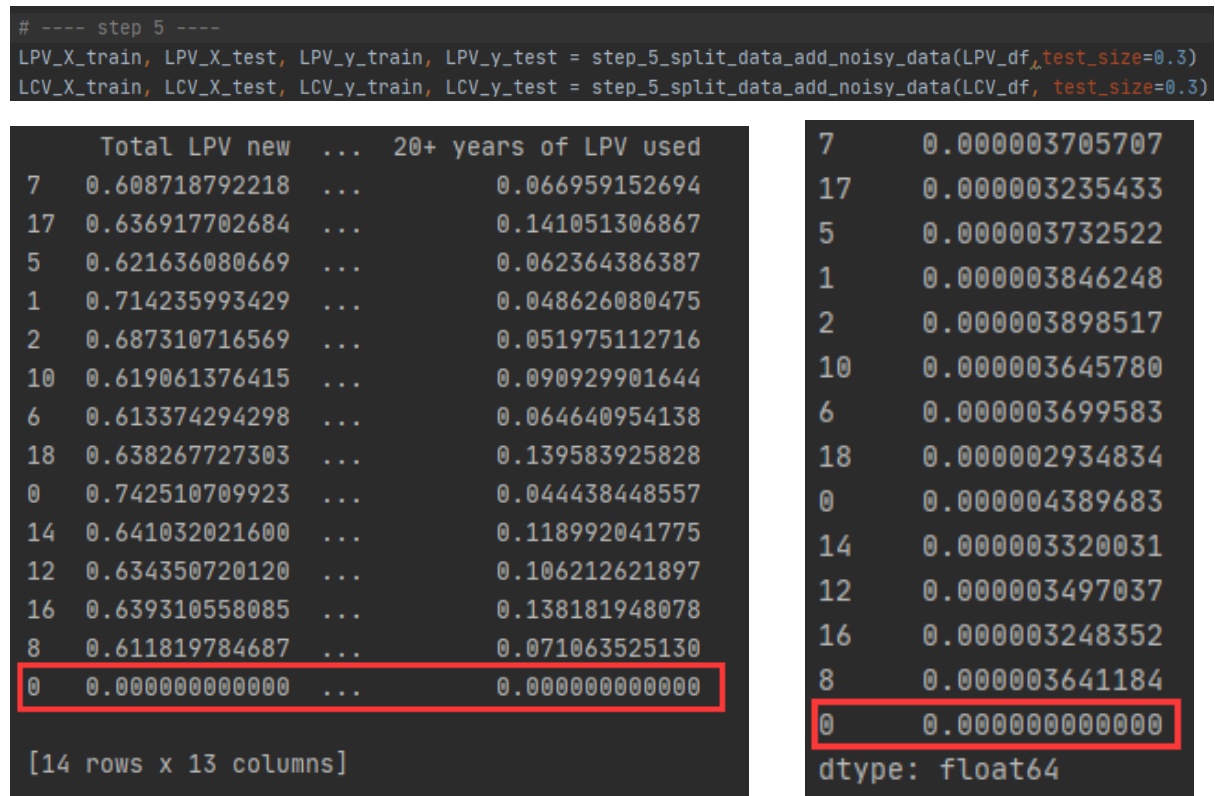 # ---- step 5 ----
LPV_X_train, LPV_X_test, LPV_y_train, LPV_y_test = step_5_split_data_add_noisy_data(LPV_df,test_size=0.3)
LCV_X_train, LCV_X_test, LCV_y_train, LCV_y_test = step_5_split_data_add_noisy_data(LCV_df, test_size=0.3)
Total LPV new ... 20+ years of LPV used
7 0.608718792218 ... 0.066959152694
17 0.636917702684 ... 0.141051306867
5 0.621636080669 ... 0.062364386387
1 0.714235993429 ... 0.048626080475
2 0.687310716569 ... 0.051975112716
10 0.619061376415 ... 0.090929901644
6 0.613374294298 ... 0.064640954138
18 0.638267727303 ... 0.139583925828
0 0.742510709923 ... 0.044438448557
14 0.641032021600 ... 0.118992041775
12 0.634350720120 ... 0.106212621897
16 0.639310558085 ... 0.138181948078
8 0.611819784687 ... 0.071063525130
0 0.000000000000 ... 0.000000000000
[14 rows x 13 columns]
7 0.000003705707
17 0.000003235433
5 0.000003732522
1 0.000003846248
2 0.000003898517
10 0.000003645780
6 0.000003699583
18 0.000002934834
0 0.000004389683
14 0.000003320031
12 0.000003497037
16 0.000003248352
8 0.000003641184
0 0.000000000000
dtype: float64